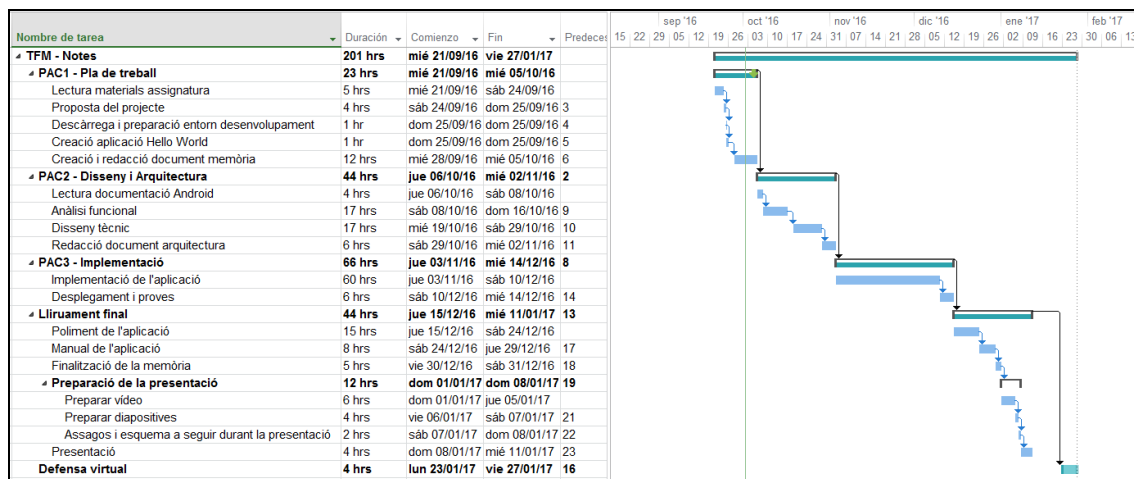 sep '16 oct '16 nov '16 dic '16 ene '17 feb '17
Nombre de tarea Duración Comienzo Fin Predeces 15 22 29 05 12 19 26 03 10 17 24 31 07 14 21 28 05 12 19 26 02 09 16 23 30 06 13
TFM - Notes 201 hrs mié 21/09/16 vie 27/01/17
PAC1 - Pla de treball 23 hrs mié 21/09/16 mié 05/10/16
Lectura materials assignatura 5 hrs mié 21/09/16 sáb 24/09/16
Proposta del projecte 4 hrs sáb 24/09/16 dom 25/09/16 3
Descàrrega i preparació entorn desenvolupament 1 hr dom 25/09/16 dom 25/09/16 4
Creació aplicació Hello World 1 hr dom 25/09/16 dom 25/09/16 5
Creació i redacció document memòria 12 hrs mié 28/09/16 mié 05/10/16 6
PAC2 - Disseny i Arquitectura 44 hrs jue 06/10/16 mié 02/11/16 2
Lectura documentació Android 4 hrs jue 06/10/16 sáb 08/10/16
Anàlisi funcional 17 hrs sáb 08/10/16 dom 16/10/16 9
Disseny tècnic 17 hrs mié 19/10/16 sáb 29/10/16 10
Redacció document arquitectura 6 hrs sáb 29/10/16 mié 02/11/16 11
PAC3 - Implementació 66 hrs jue 03/11/16 mié 14/12/16 8
Implementació de l'aplicació 60 hrs jue 03/11/16 sáb 10/12/16
Desplegament i proves 6 hrs sáb 10/12/16 mié 14/12/16 14
Lliruament final 44 hrs jue 15/12/16 mié 11/01/17 13
Poliment de l'aplicació 15 hrs jue 15/12/16 sáb 24/12/16
Manual de l'aplicació 8 hrs sáb 24/12/16 jue 29/12/16 17
Finalització de la memòria 5 hrs vie 30/12/16 sáb 31/12/16 18
Preparació de la presentació 12 hrs dom 01/01/17 dom 08/01/17 19
Preparar vídeo 6 hrs dom 01/01/17 jue 05/01/17
Preparar diapositives 4 hrs vie 06/01/17 sáb 07/01/17 21
Assagos i esquema a seguir durant la presentació 2 hrs sáb 07/01/17 dom 08/01/17 22
Presentació 4 hrs dom 08/01/17 mié 11/01/17 23
Defensa virtual 4 hrs lun 23/01/17 vie 27/01/17 16